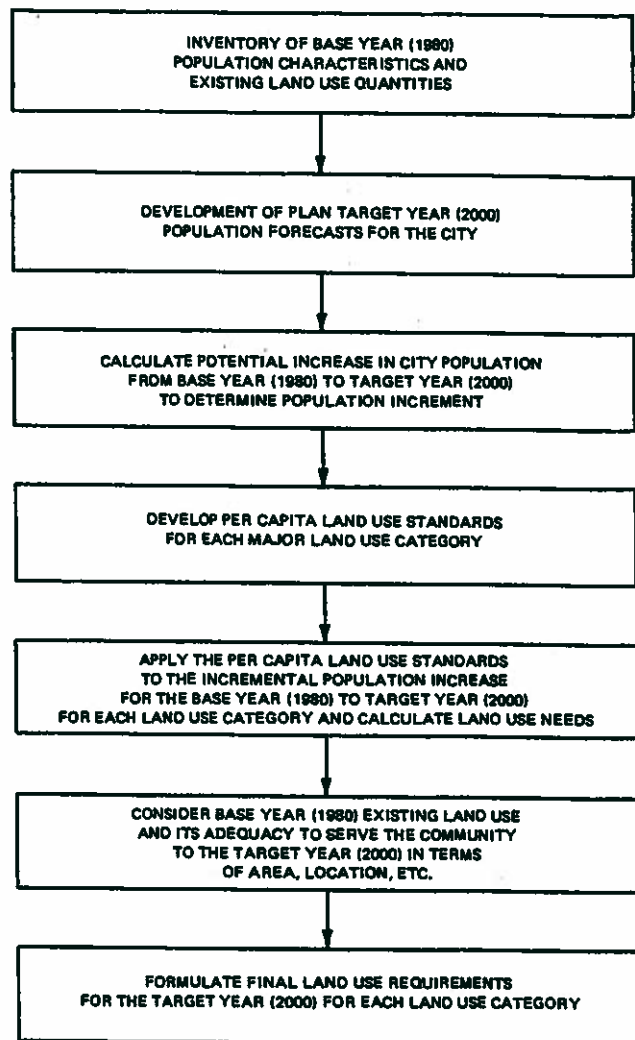 INVENTORY OF BASE YEAR (1980)
POPULATION CHARACTERISTICS AND
EXISTING LAND USE QUANTITIES
DEVELOPMENT OF PLAN TARGET YEAR (2000)
POPULATION FORECASTS FOR THE CITY
CALCULATE POTENTIAL INCREASE IN CITY POPULATION
FROM BASE YEAR (1980) TO TARGET YEAR (2000)
TO DETERMINE POPULATION INCREMENT
DEVELOP PER CAPITA LAND USE STANDARDS
FOR EACH MAJOR LAND USE CATEGORY
APPLY THE PER CAPITA LAND USE STANDARDS
TO THE INCREMENTAL POPULATION INCREASE
FOR THE BASE YEAR (1980) TO TARGET YEAR (2000)
FOR EACH LAND USE CATEGORY AND CALCULATE LAND USE NEEDS
CONSIDER BASE YEAR (1980) EXISTING LAND USE
AND ITS ADEQUACY TO SERVE THE COMMUNITY
TO THE TARGET YEAR (2000) IN TERMS
OF AREA, LOCATION, ETC.
FORMULATE FINAL LAND USE REQUIREMENTS
FOR THE TARGET YEAR (2000) FOR EACH LAND USE CATEGORY